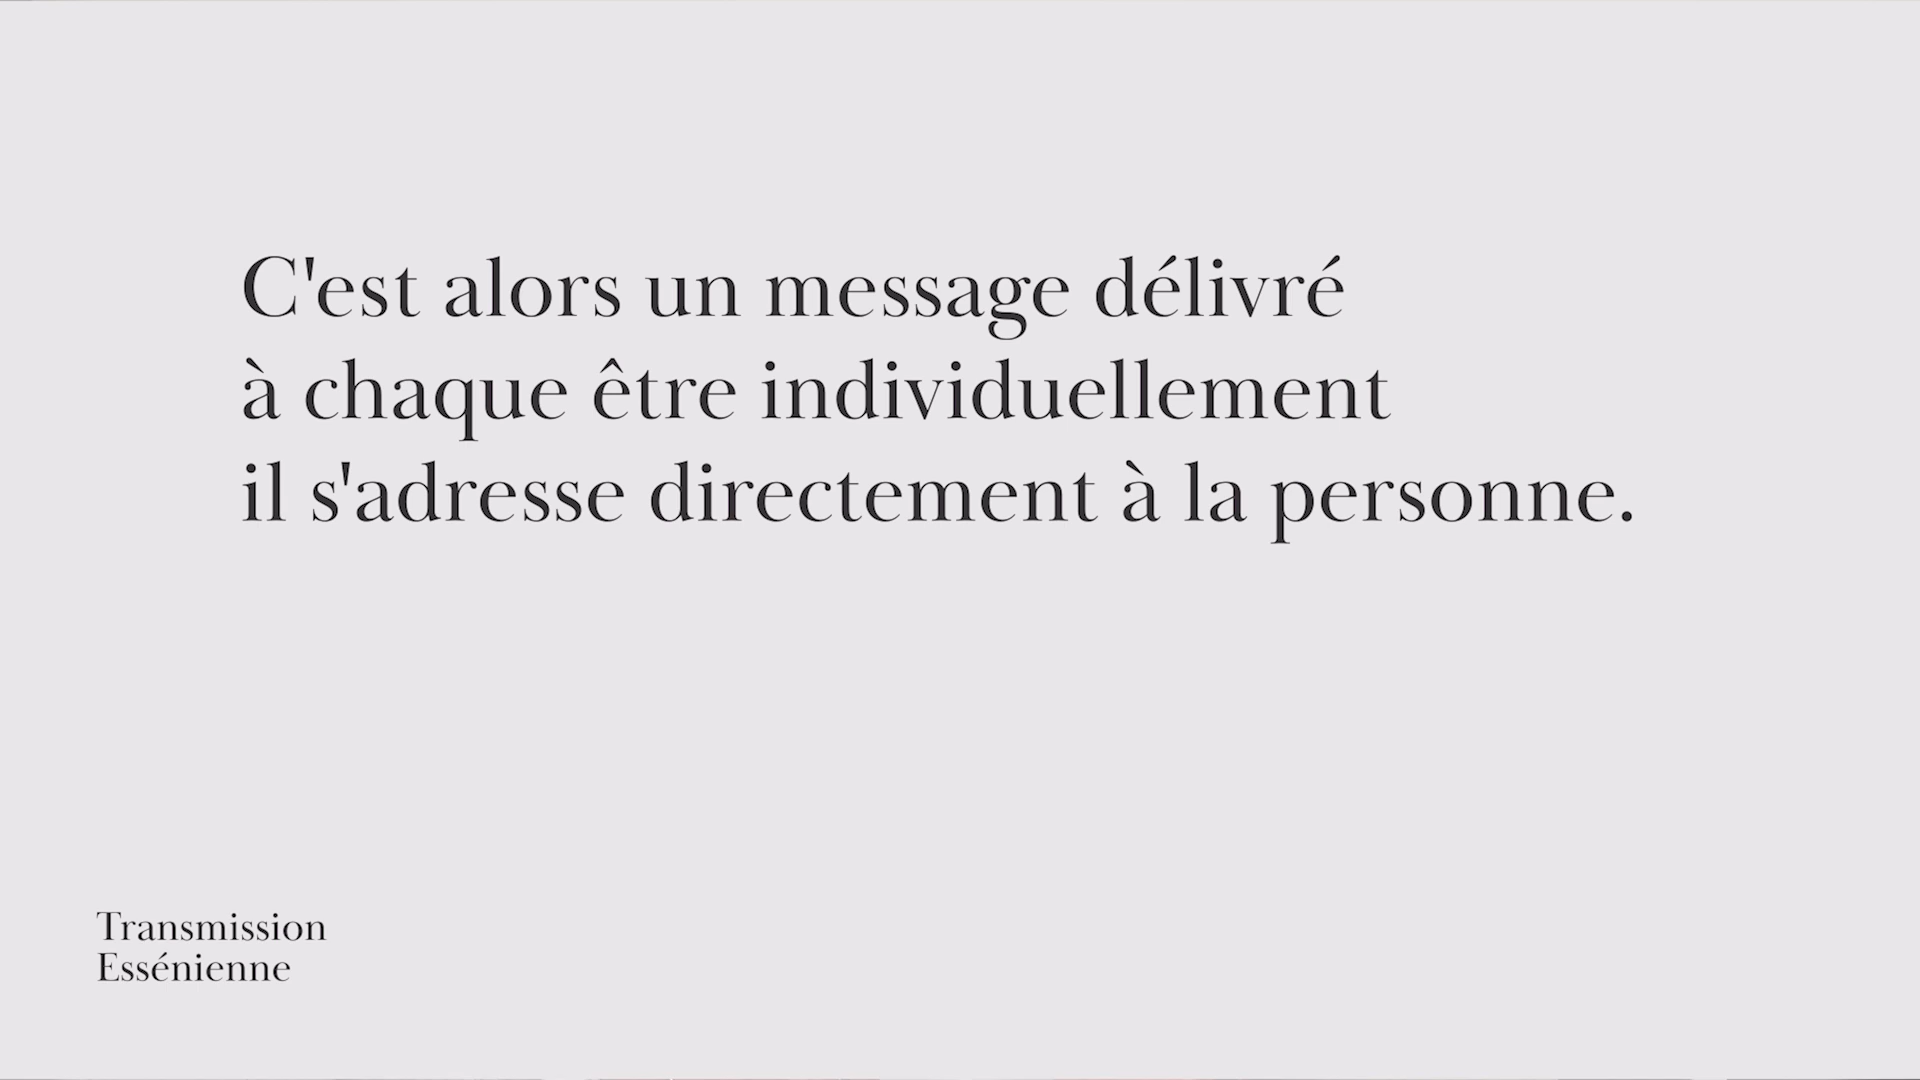 C'est alors un message délivré
à chaque être individuellement
il s'adresse directement à la personne.
Transmission
Essénienne